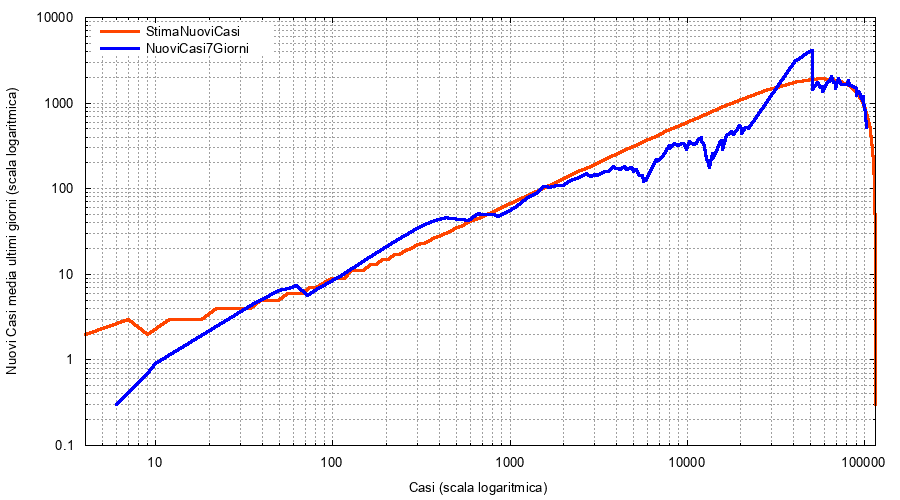 StimaNuoviCasi
NuoviCasi7Giorni
10000
1000
100
10
1
0.1
Nuovi Casi media ultimi giorni (scala logaritmica)
10 100 1000 10000 100000
Casi (scala logaritmica)